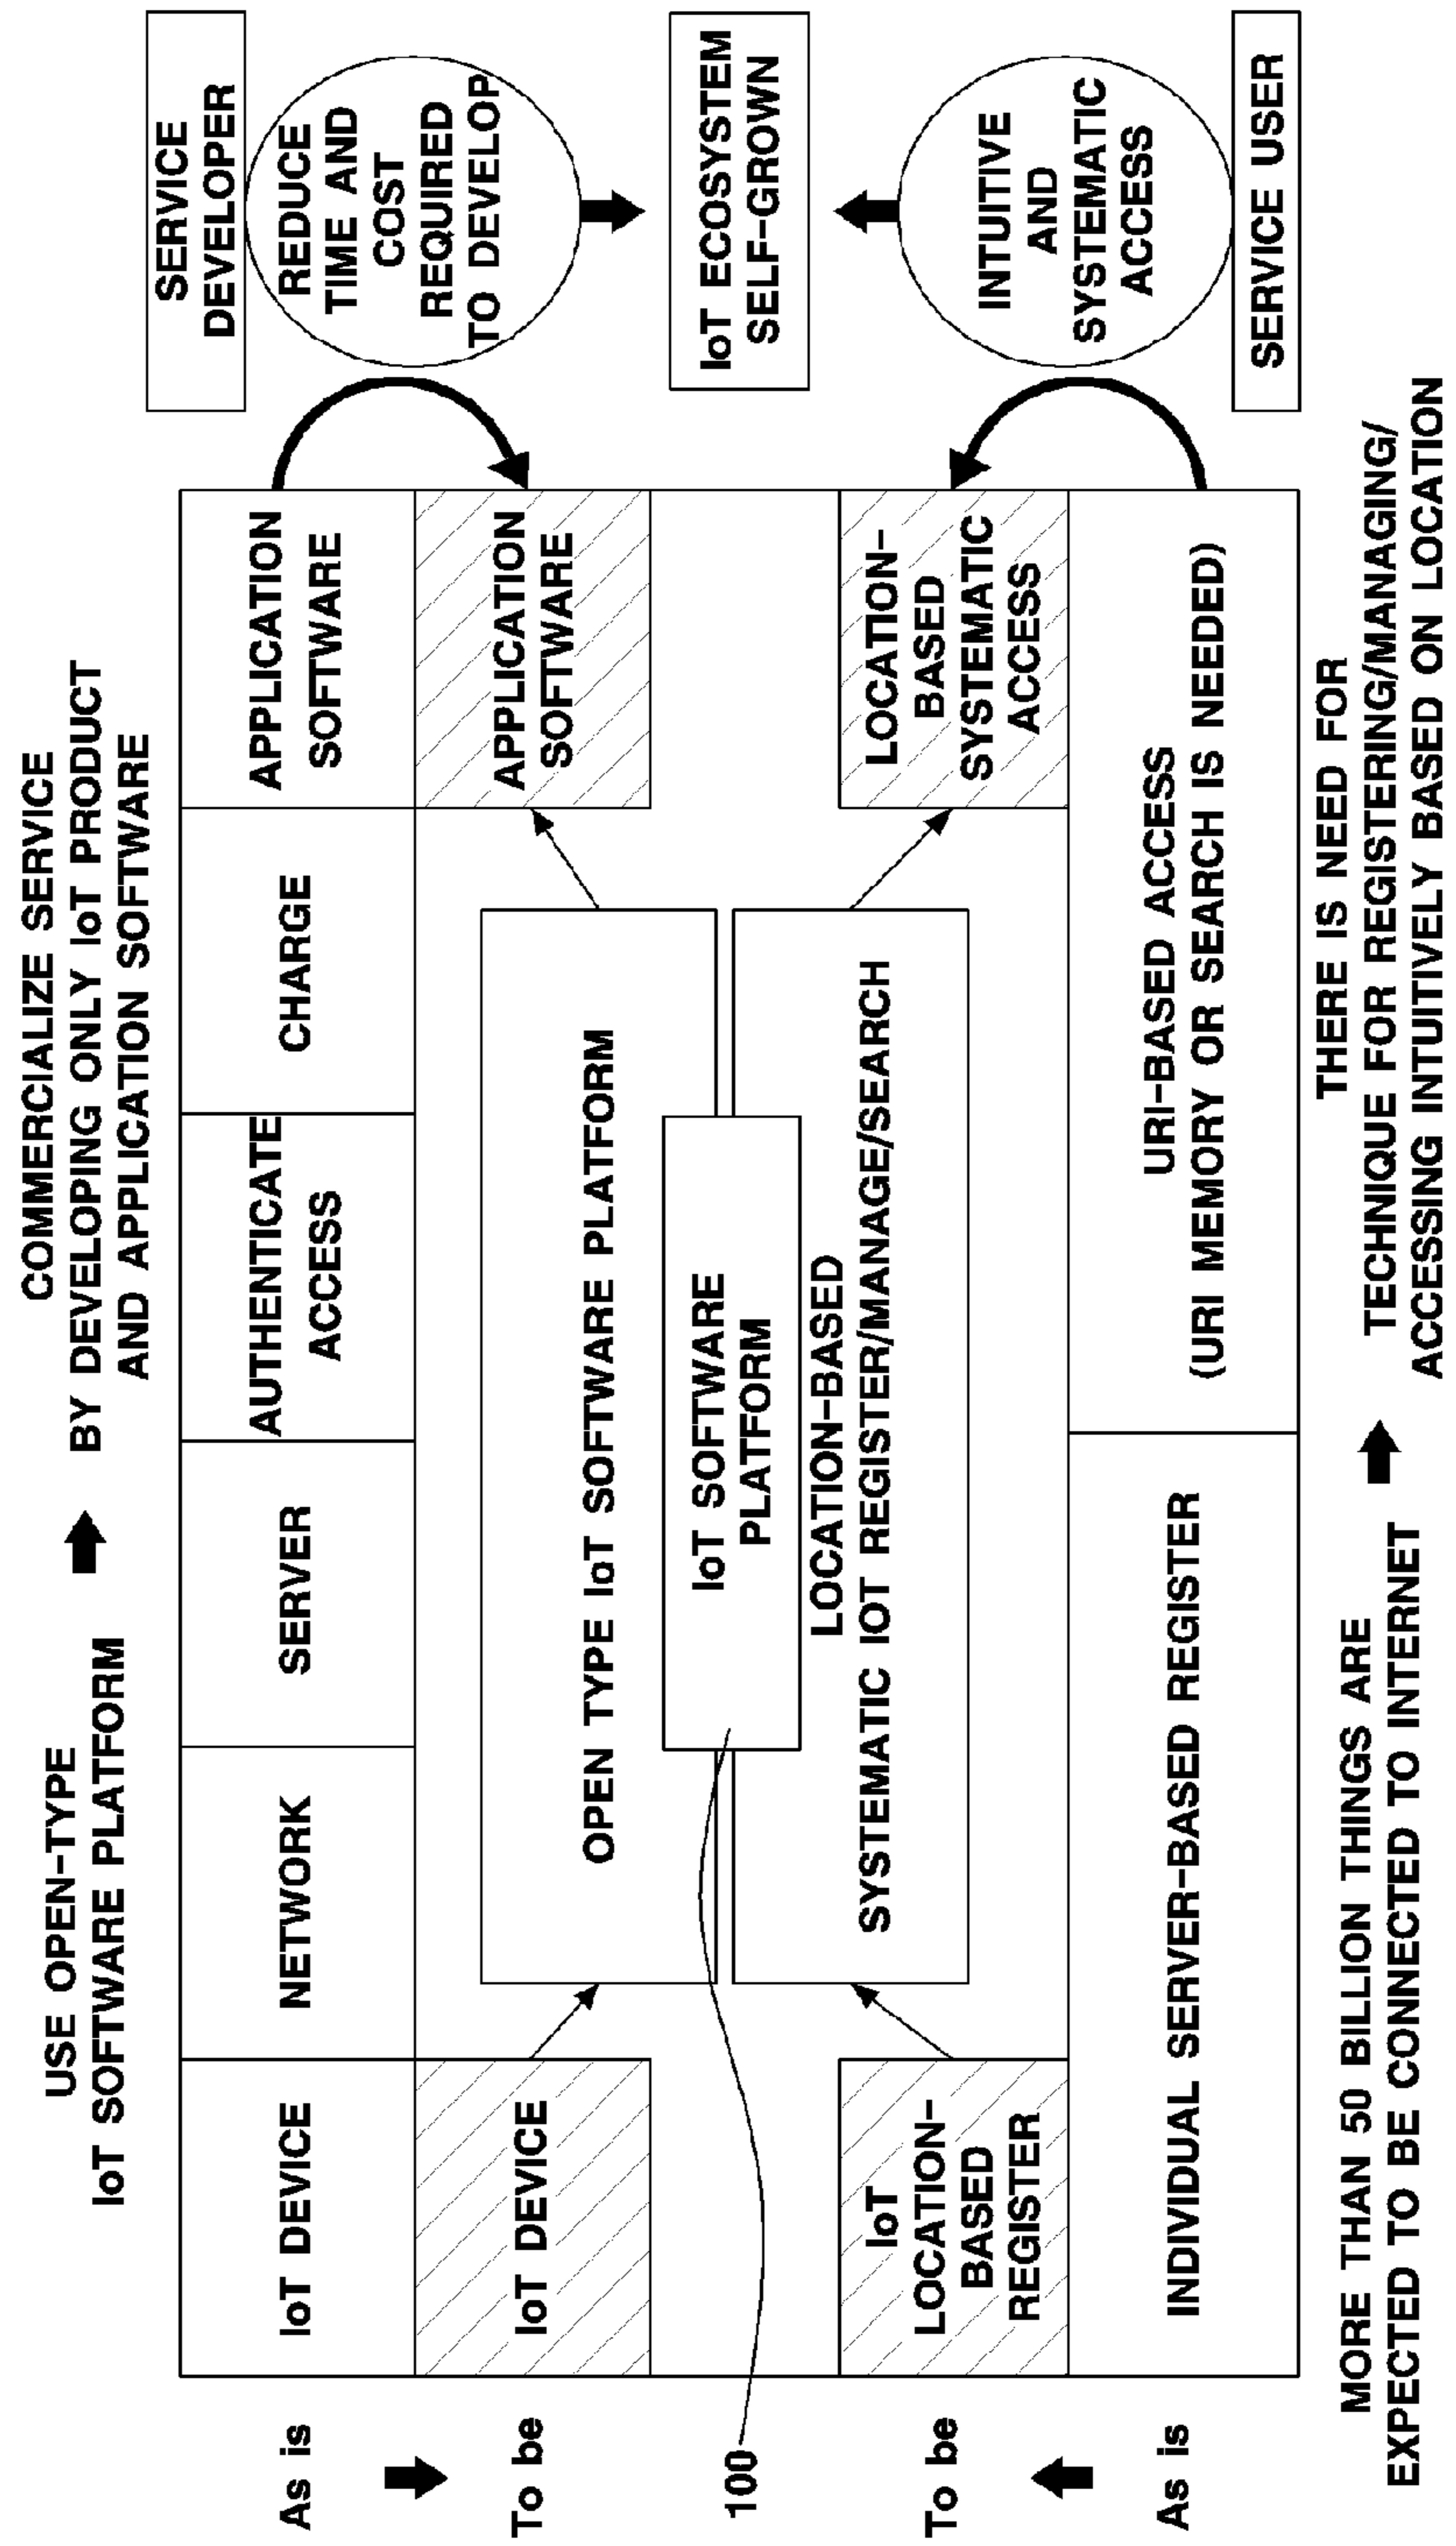 USE OPEN-TYPE
IoT SOFTWARE PLATFORM
COMMERCIALIZE SERVICE
BY DEVELOPING ONLY IoT PRODUCT
AND APPLICATION SOFTWARE
As is
IoT DEVICE
NETWORK
SERVER
AUTHENTICATE
ACCESS
CHARGE
APPLICATION
SOFTWARE
SERVICE
DEVELOPER
REDUCE
TIME AND
COST
REQUIRED
TO DEVELOP
To be
IoT DEVICE
OPEN TYPE IoT SOFTWARE PLATFORM
APPLICATION
SOFTWARE
100
IoT SOFTWARE
PLATFORM
IoT ECOSYSTEM
SELF-GROWN
To be
IoT
LOCATION-
BASED
REGISTER
LOCATION-BASED
SYSTEMATIC IOT REGISTER/MANAGE/SEARCH
LOCATION-
BASED
SYSTEMATIC
ACCESS
INTUITIVE
AND
SYSTEMATIC
ACCESS
As is
INDIVIDUAL SERVER-BASED REGISTER
URI-BASED ACCESS
(URI MEMORY OR SEARCH IS NEEDED)
SERVICE USER
MORE THAN 50 BILLION THINGS ARE
EXPECTED TO BE CONNECTED TO INTERNET
THERE IS NEED FOR
TECHNIQUE FOR REGISTERING/MANAGING/
ACCESSING INTUITIVELY BASED ON LOCATION